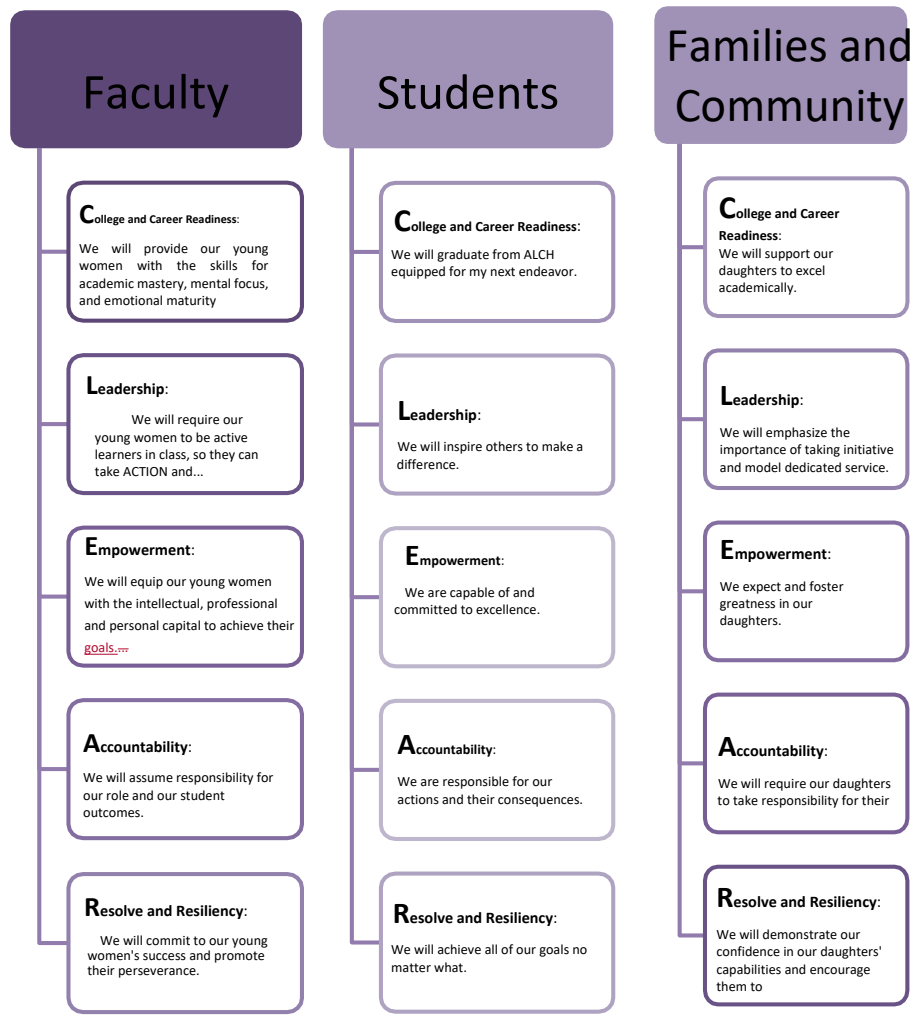 Faculty
College and Career Readiness:
We will provide our young
women with the skills for
academic mastery, mental focus,
and emotional maturity
Leadership:
We will require our
young women to be active
learners in class, so they can
take ACTION and...
Empowerment:
We will equip our young women
with the intellectual, professional
and personal capital to achieve their
goals....
Accountability:
We will assume responsibility for
our role and our student
outcomes.
Resolve and Resiliency:
We will commit to our young
women's success and promote
their perseverance.
Students
College and Career Readiness:
We will graduate from ALCH
equipped for my next endeavor.
Leadership:
We will inspire others to make a
difference.
Empowerment:
We are capable of and
committed to excellence.
Accountability:
We are responsible for our
actions and their consequences.
Resolve and Resiliency:
We will achieve all of our goals no
matter what.
Families and
Community
College and Career
Readiness:
We will support our
daughters to excel
academically.
Leadership:
We will emphasize the
importance of taking initiative
and model dedicated service.
Empowerment:
We expect and foster
greatness in our
daughters.
Accountability:
We will require our daughters
to take responsibility for their
Resolve and Resiliency:
We will demonstrate our
confidence in our daughters'
capabilities and encourage
them to